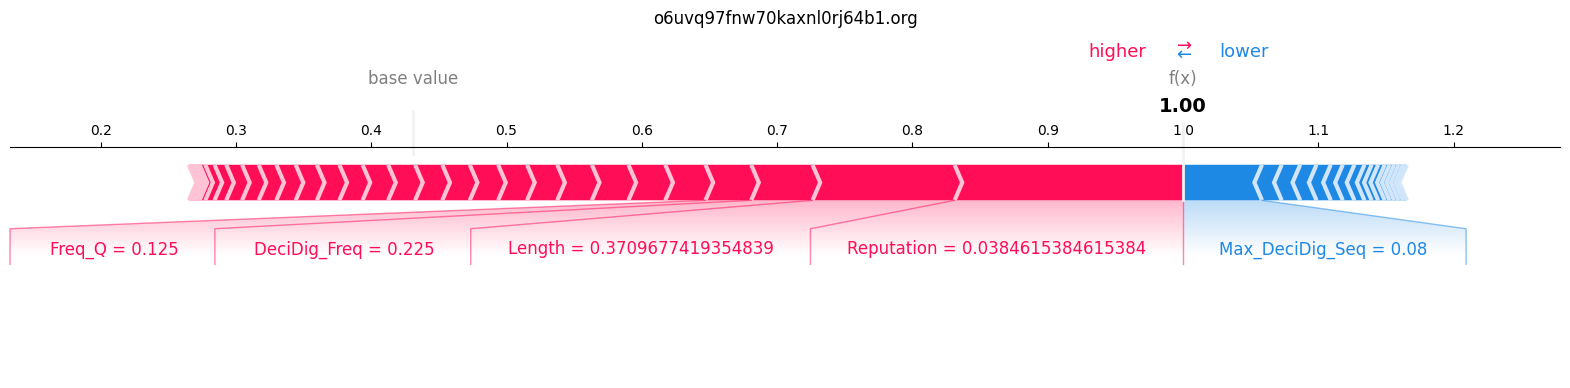 o6uvq97fnw70kaxnl0rj64b1.org
higher ⇄ lower
base value f(x)
1.00
0.2 0.3 0.4 0.5 0.6 0.7 0.8 0.9 1.0 1.1 1.2
Freq_Q = 0.125 DeciDig_Freq = 0.225 Length = 0.3709677419354839 Reputation = 0.0384615384615384 Max_DeciDig_Seq = 0.08